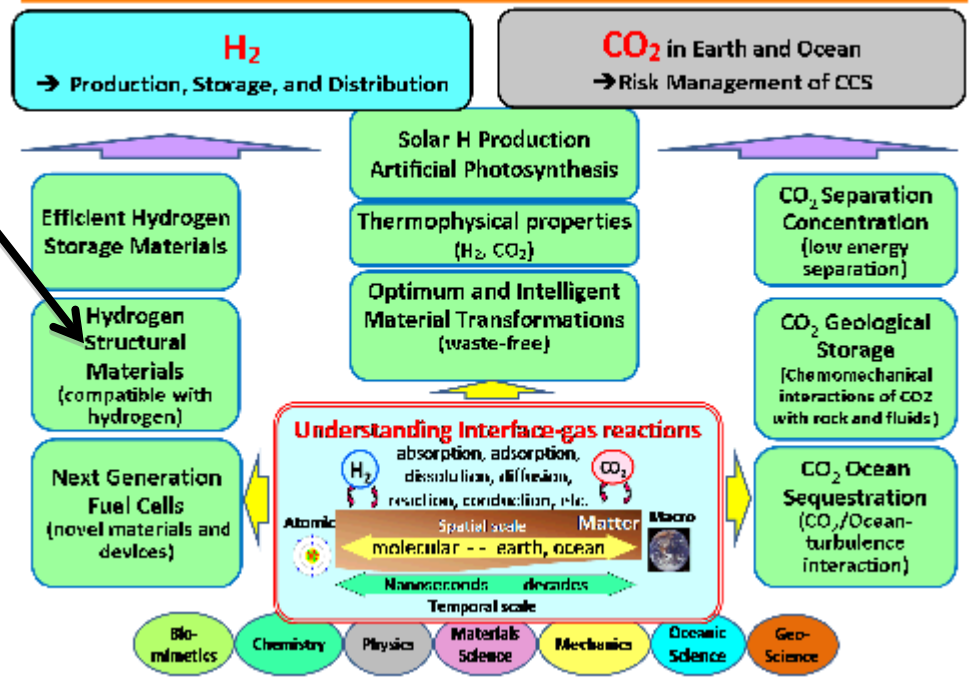 H₂
→ Production, Storage, and Distribution
CO₂ in Earth and Ocean
→Risk Management of CCS
Solar H Production
Artificial Photosynthesis
Efficient Hydrogen
Storage Materials
Thermophysical properties
(H₂, CO₂)
CO₂ Separation
Concentration
(low energy
separation)
Hydrogen
Structural
Materials
(compatible with
hydrogen)
Optimum and Intelligent
Material Transformations
(waste-free)
CO₂ Geological
Storage
(Chemomechanical
interactions of CO2
with rock and fluids)
Next Generation
Fuel Cells
(novel materials and
devices)
Understanding Interface-gas reactions
H₂
absorption, adsorption,
dissolution, diffusion,
reaction, conduction, etc.
CO₂
Atomic
Spatial scale
Matter
Macro
molecular -- earth, ocean
Nanoseconds decades
Temporal scale
CO₂ Ocean
Sequestration
(CO₂/Ocean-
turbulence
interaction)
Bio-
mimetics
Chemistry
Physics
Materials
Science
Mechanics
Oceanic
Science
Geo-
Science